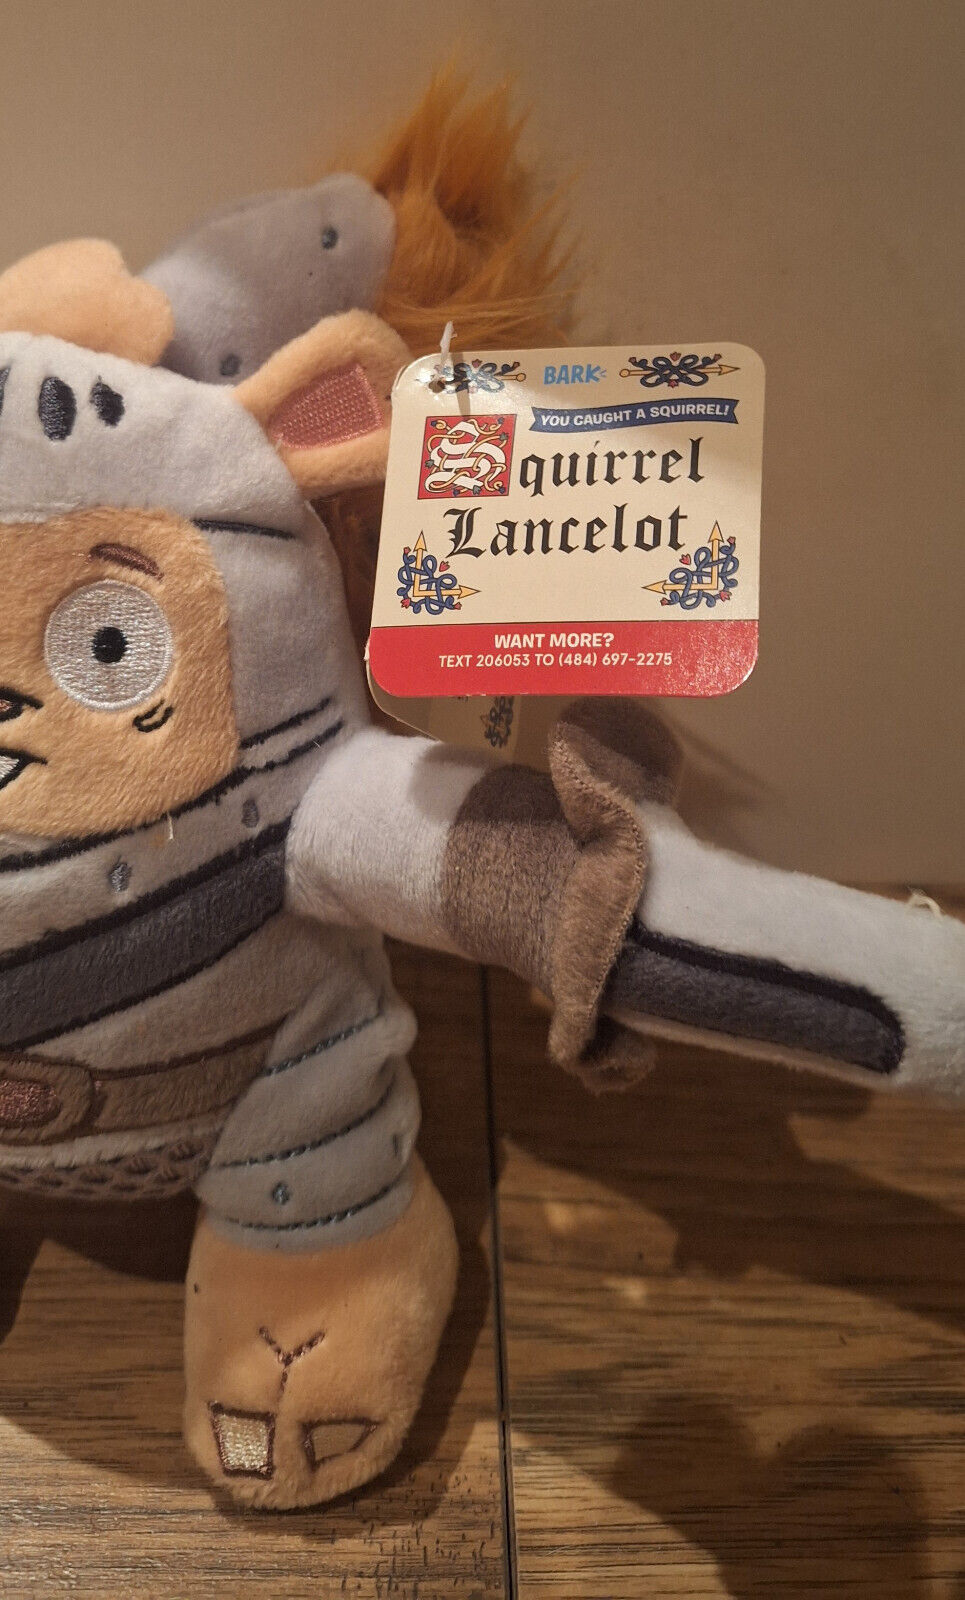 BARK
YOU CAUGHT A SQUIRREL!
Squirrel
Lancelot
WANT MORE?
TEXT 206053 TO (484) 697-2275